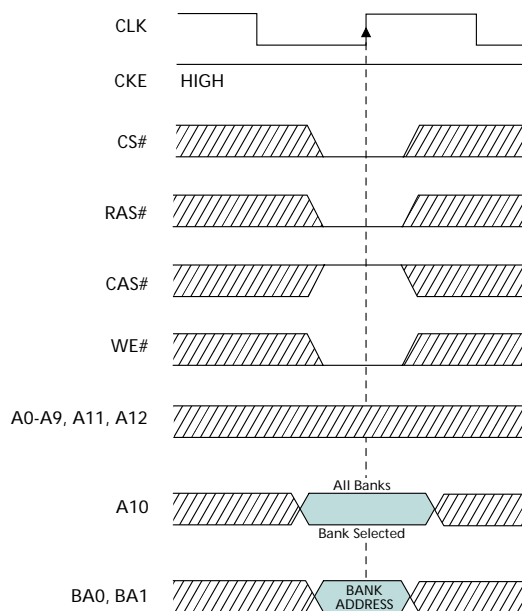 CLK
CKE HIGH
CS#
RAS#
CAS#
WE#
A0-A9, A11, A12
All Banks
A10
Bank Selected
BA0, BA1 BANK
ADDRESS